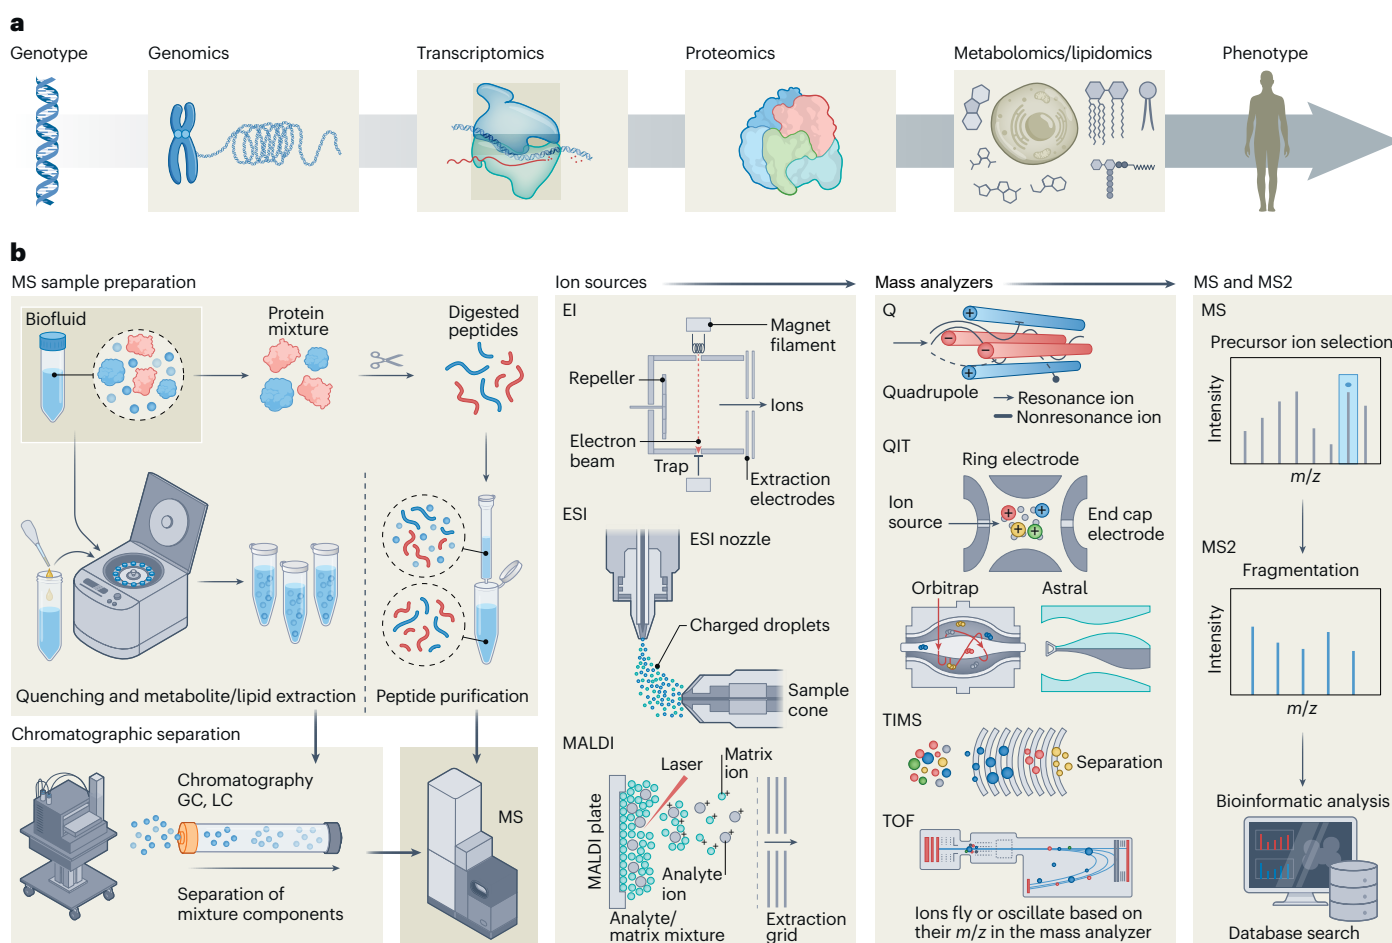 a
Genotype
Genomics
Transcriptomics
Proteomics
Metabolomics/lipidomics
Phenotype
b
MS sample preparation
Biofluid
Protein
mixture
Digested
peptides
Quenching and metabolite/lipid extraction
Peptide purification
Chromatographic separation
Chromatography
GC, LC
Separation of
mixture components
MS
Ion sources
EI
Magnet
filament
Repeller
Ions
Electron
beam
Trap
Extraction
electrodes
ESI
ESI nozzle
Charged droplets
Sample
cone
MALDI
MALDI plate
Laser
Matrix
ion
Analyte
ion
Analyte/
matrix mixture
Extraction
grid
Mass analyzers
Q
+
−
−
+
Quadrupole
Resonance ion
Nonresonance ion
QIT
Ring electrode
Ion
source
+
+
+
+
End cap
electrode
Orbitrap
Astral
TIMS
Separation
TOF
Ions fly or oscillate based on
their m/z in the mass analyzer
MS and MS2
MS
Precursor ion selection
Intensity
m/z
MS2
Fragmentation
Intensity
m/z
Bioinformatic analysis
Database search